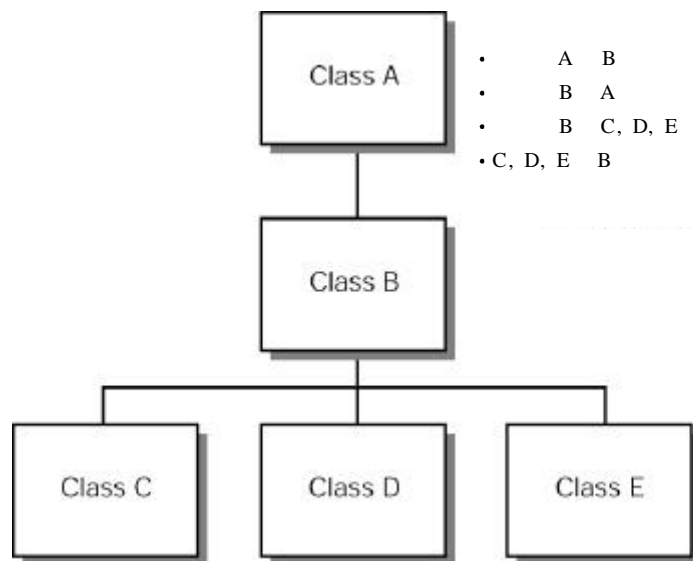 Class A
• A B
• B A
• B C, D, E
• C, D, E B
Class B
Class C
Class D
Class E